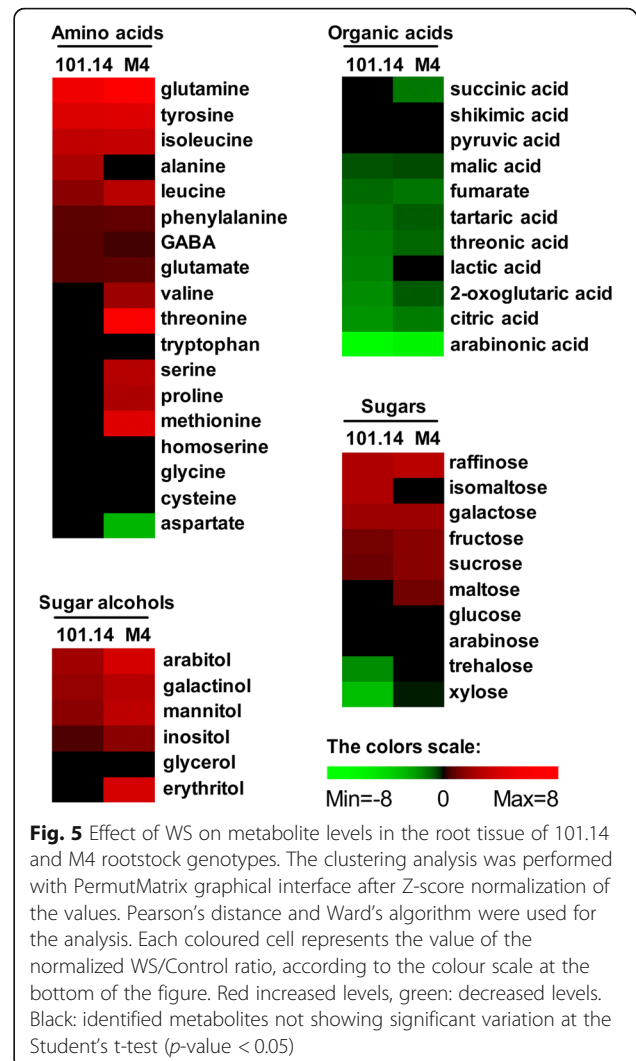 Amino acids
101.14 M4
glutamine
tyrosine
isoleucine
alanine
leucine
phenylalanine
GABA
glutamate
valine
threonine
tryptophan
serine
proline
methionine
homoserine
glycine
cysteine
aspartate
Organic acids
101.14 M4
succinic acid
shikimic acid
pyruvic acid
malic acid
fumarate
tartaric acid
threonic acid
lactic acid
2-oxoglutaric acid
citric acid
arabinonic acid
Sugars
101.14 M4
raffinose
isomaltose
galactose
fructose
sucrose
maltose
glucose
arabinose
trehalose
xylose
Sugar alcohols
101.14 M4
arabitol
galactinol
mannitol
inositol
glycerol
erythritol
The colors scale:
Min=-8 0 Max=8
Fig. 5 Effect of WS on metabolite levels in the root tissue of 101.14
and M4 rootstock genotypes. The clustering analysis was performed
with PermutMatrix graphical interface after Z-score normalization of
the values. Pearson's distance and Ward's algorithm were used for
the analysis. Each coloured cell represents the value of the
normalized WS/Control ratio, according to the colour scale at the
bottom of the figure. Red increased levels, green: decreased levels.
Black: identified metabolites not showing significant variation at the
Student's t-test (p-value < 0.05)